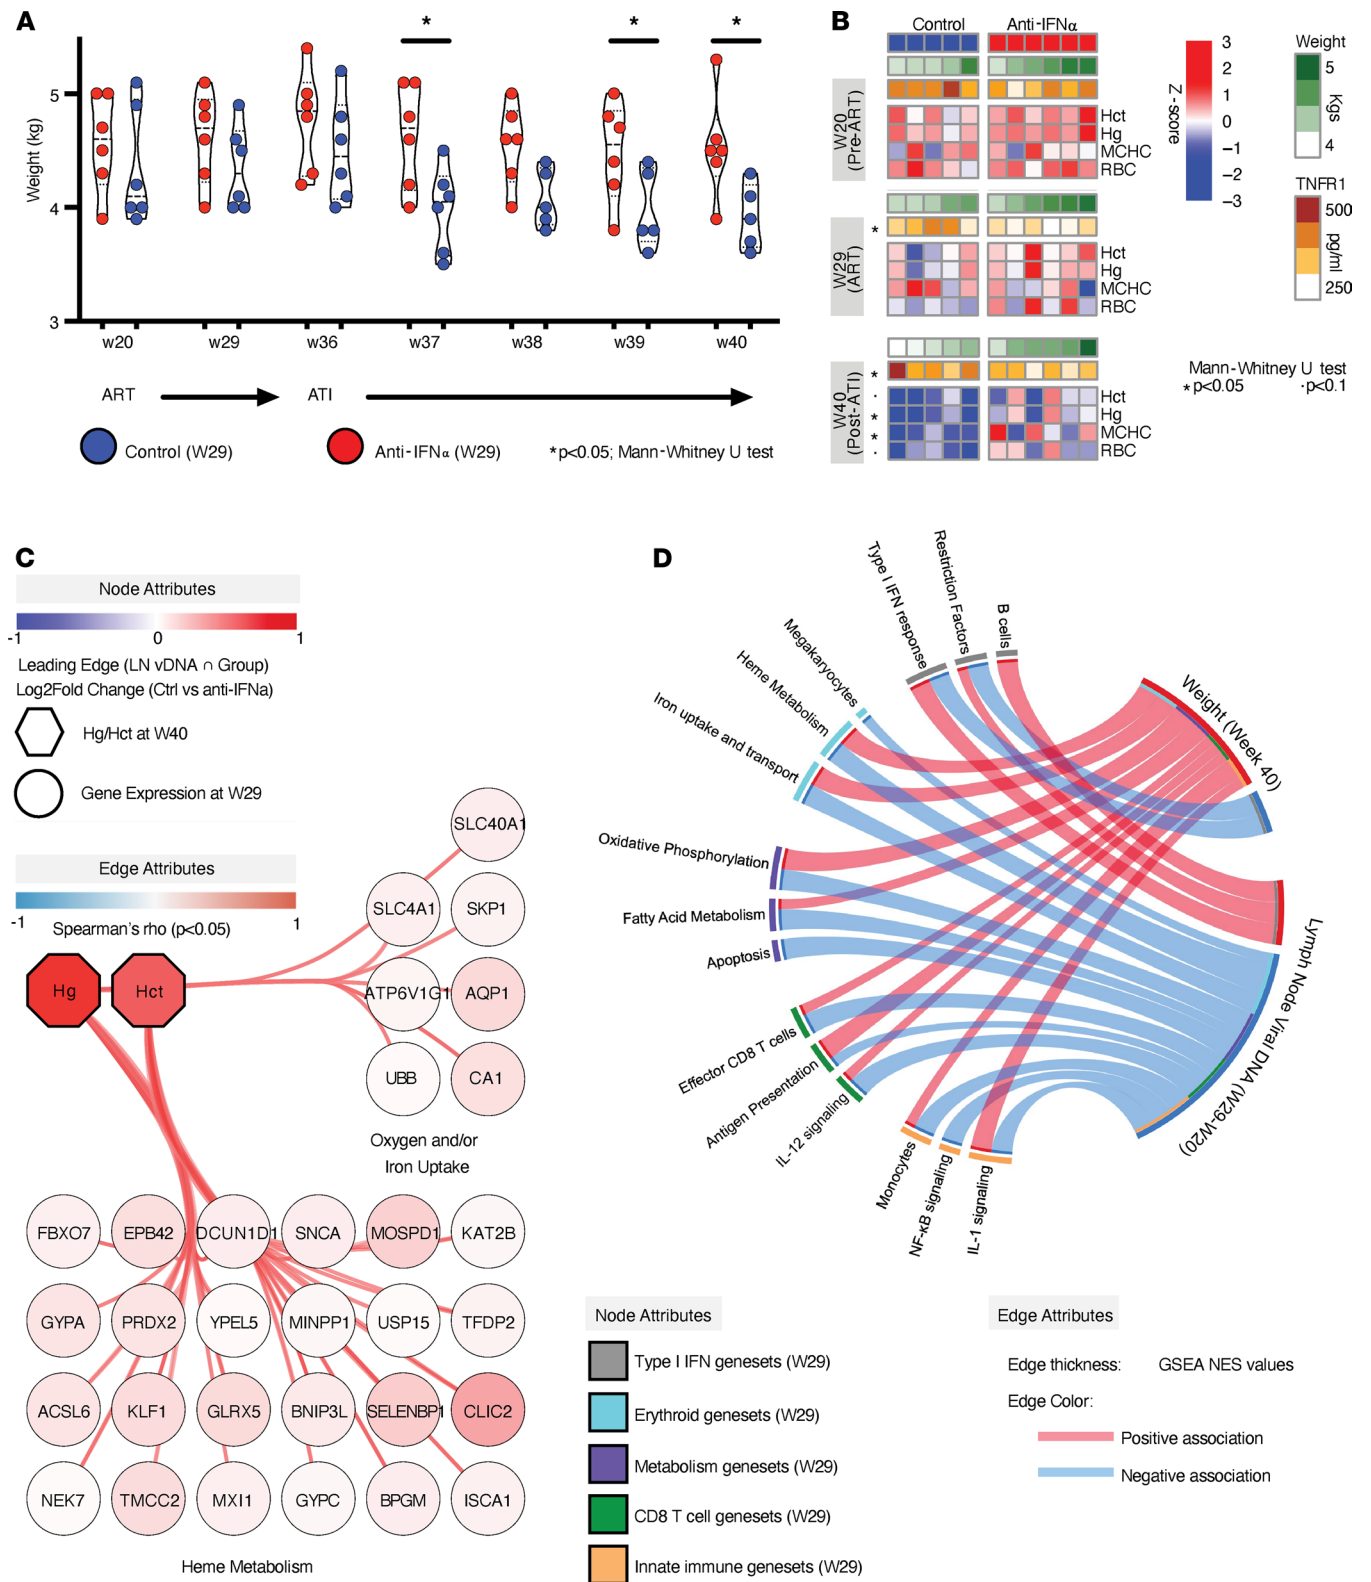 A
* * *
Weight (kg)
5
4
3
w20 w29 w36 w37 w38 w39 w40
ART ATI
Control (W29) Anti-IFNα (W29) *p<0.05; Mann-Whitney U test
B
Control Anti-IFNα
W20
(Pre-ART)
Hct
Hg
MCHC
RBC
W29
(ART)
*
Hct
Hg
MCHC
RBC
W40
(Post-ATI)
*
·
*
*
·
Hct
Hg
MCHC
RBC
Z-score
3
2
1
0
−1
−2
−3
Weight
5
Kgs
4
TNFR1
500
pg/ml
250
Mann-Whitney U test
*p<0.05 ·p<0.1
C
Node Attributes
-1 0 1
Leading Edge (LN vDNA ∩ Group)
Log2Fold Change (Ctrl vs anti-IFNa)
Hg/Hct at W40
Gene Expression at W29
Edge Attributes
-1 1
Spearman's rho (p<0.05)
Hg Hct
SLC40A1
SLC4A1 SKP1
ATP6V1G1 AQP1
UBB CA1
Oxygen and/or
Iron Uptake
FBXO7 EPB42 DCUN1D1 SNCA MOSPD1 KAT2B
GYPA PRDX2 YPEL5 MINPP1 USP15 TFDP2
ACSL6 KLF1 GLRX5 BNIP3L SELENBP1 CLIC2
NEK7 TMCC2 MXI1 GYPC BPGM ISCA1
Heme Metabolism
D
B cells
Restriction Factors
Type I IFN response
Megakaryocytes
Heme Metabolism
Iron uptake and transport
Oxidative Phosphorylation
Fatty Acid Metabolism
Apoptosis
Effector CD8 T cells
Antigen Presentation
IL-12 signaling
Monocytes
NF-κB signaling
IL-1 signaling
Weight (Week 40)
Lymph Node Viral DNA (W29-W20)
Node Attributes
Type I IFN genesets (W29)
Erythroid genesets (W29)
Metabolism genesets (W29)
CD8 T cell genesets (W29)
Innate immune genesets (W29)
Edge Attributes
Edge thickness: GSEA NES values
Edge Color:
Positive association
Negative association